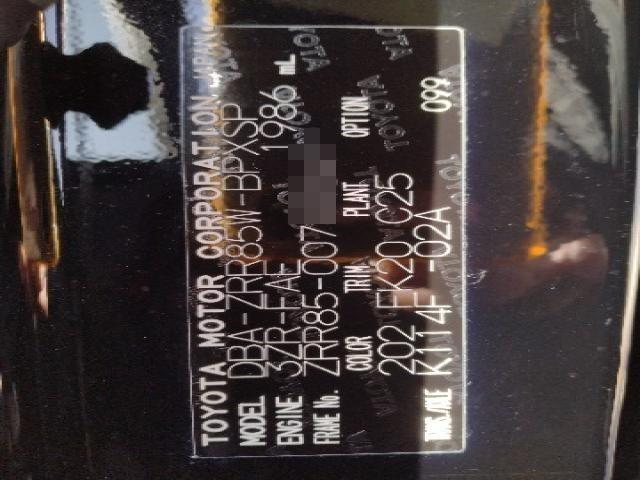 TOYOTA MOTOR CORPORATION JAPAN
MODEL DBA-ZRR85W-BPXSP
ENGINE 3ZR-FAE 1986 mL
FRAME No. ZRR85-007
COLOR TRIM PLANT OPTION
202 FK20 C25
TRANS./AXLE K114F -02A 099